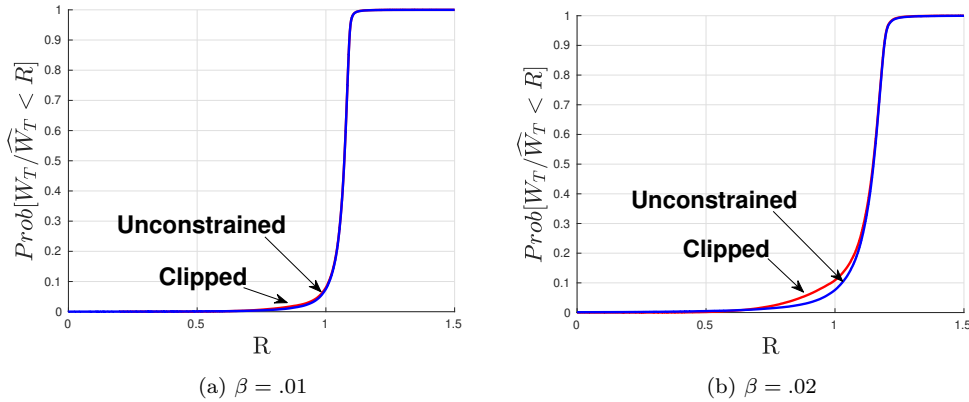 1
0.9
0.8
0.7
0.6
0.5
0.4
0.3
0.2
0.1
0
Prob[W_T/\widehat{W}_T < R]
Unconstrained
Clipped
0 0.5 1 1.5
R
(a) β = .01
1
0.9
0.8
0.7
0.6
0.5
0.4
0.3
0.2
0.1
0
Prob[W_T/\widehat{W}_T < R]
Unconstrained
Clipped
0 0.5 1 1.5
R
(b) β = .02